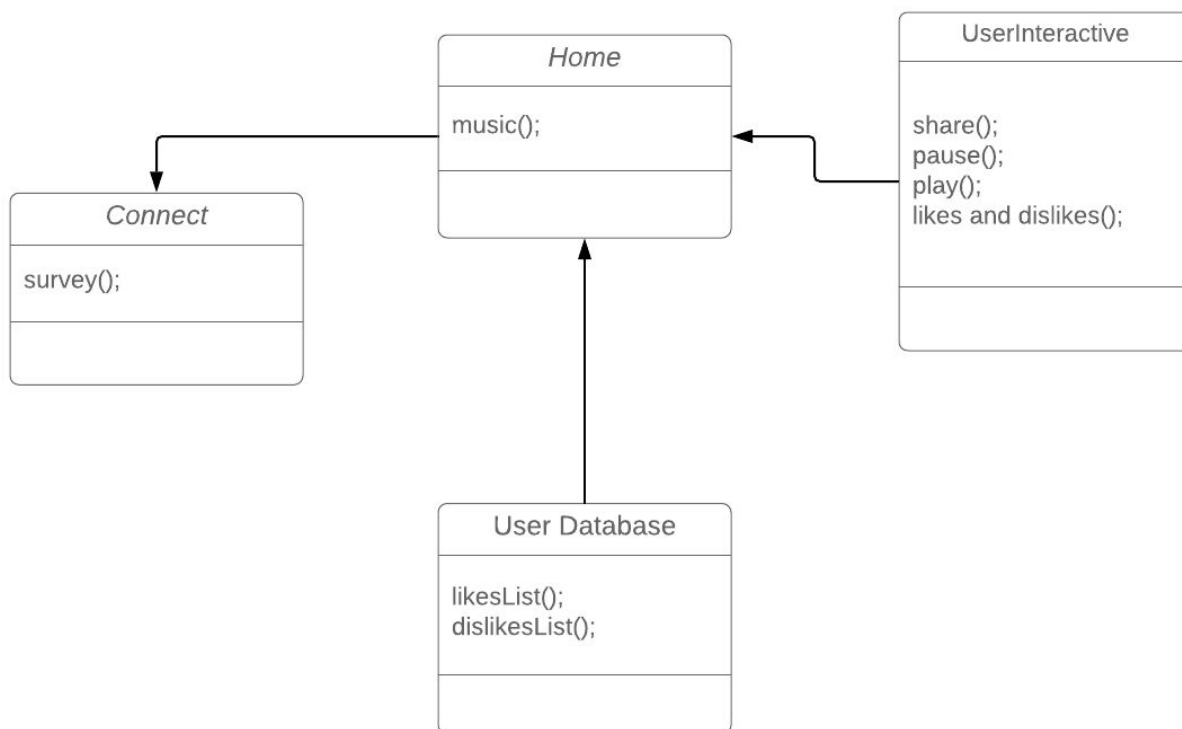 Home
music();
UserInteractive
share();
pause();
play();
likes and dislikes();
Connect
survey();
User Database
likesList();
dislikesList();